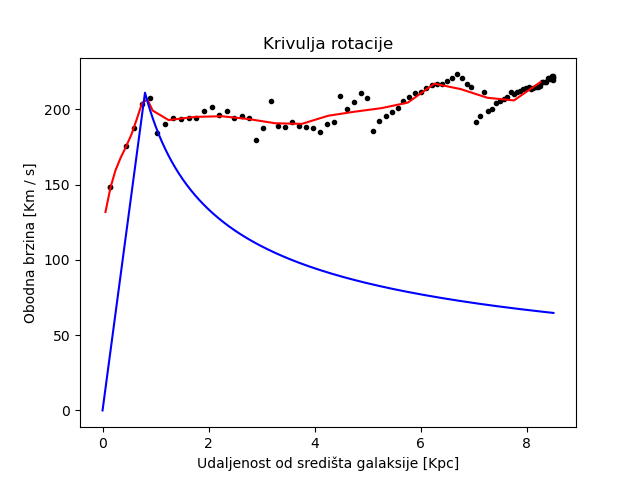 Krivulja rotacije
Obodna brzina [Km / s]
200
150
100
50
0
0 2 4 6 8
Udaljenost od središta galaksije [Kpc]